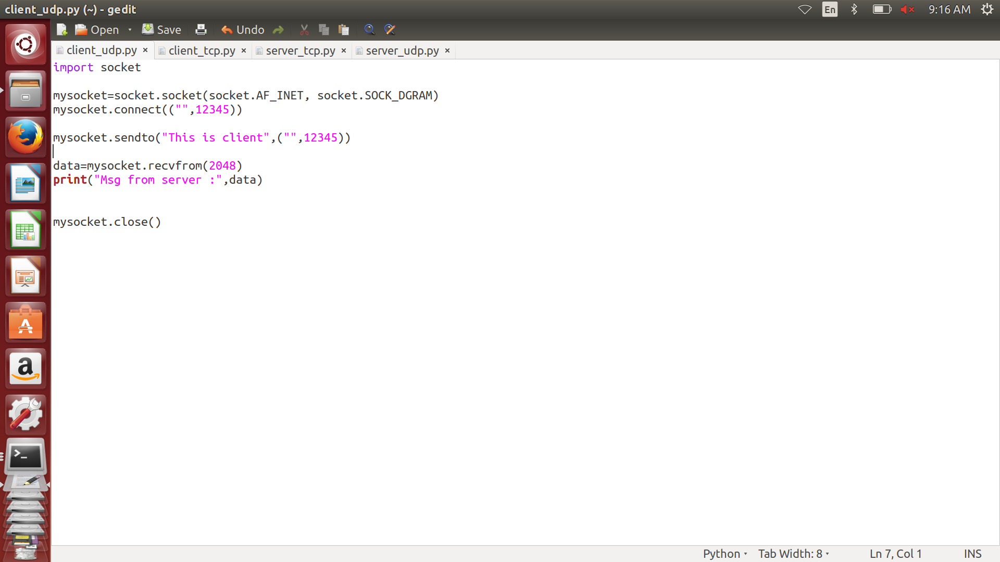 client_udp.py (~) - gedit
En
9:16 AM
Open
Save
Undo
client_udp.py × client_tcp.py × server_tcp.py × server_udp.py ×
import socket
mysocket=socket.socket(socket.AF_INET, socket.SOCK_DGRAM)
mysocket.connect(("",12345))
mysocket.sendto("This is client",("",12345))
data=mysocket.recvfrom(2048)
print("Msg from server :",data)
mysocket.close()
Python
Tab Width: 8
Ln 7, Col 1
INS